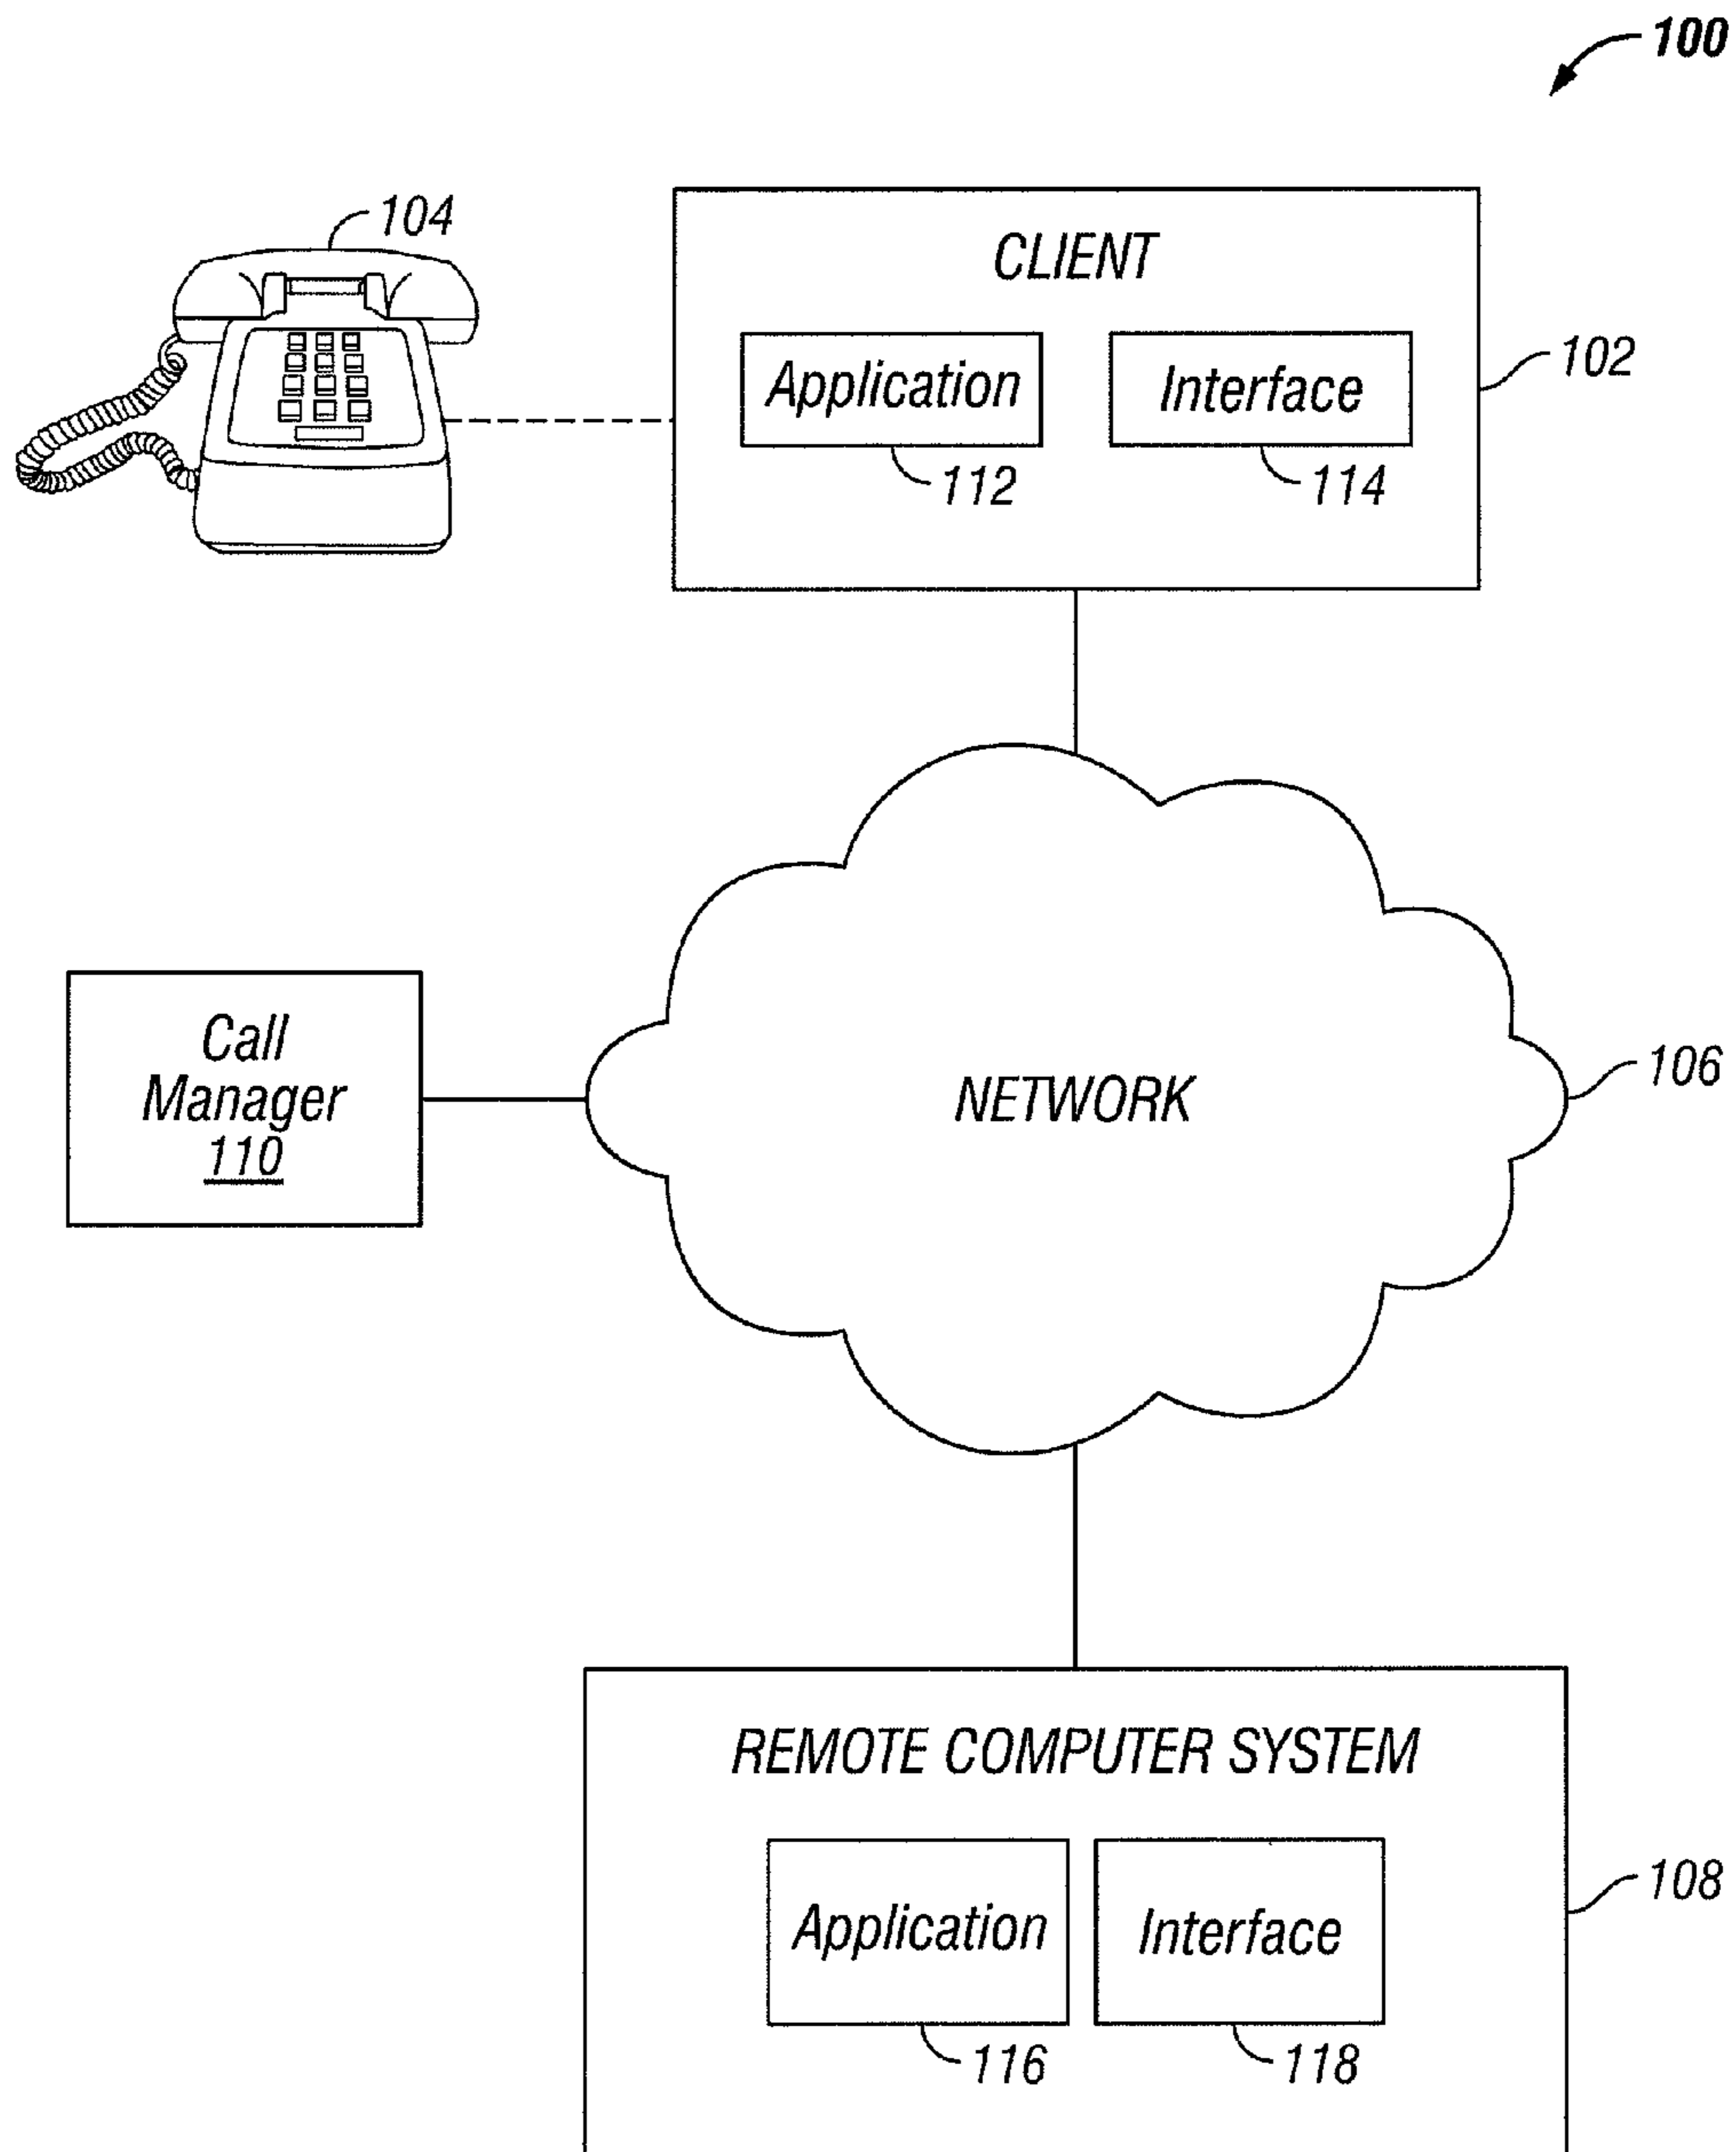 100
104
CLIENT
Application
Interface
102
112
114
Call
Manager
110
NETWORK
106
REMOTE COMPUTER SYSTEM
Application
Interface
108
116
118